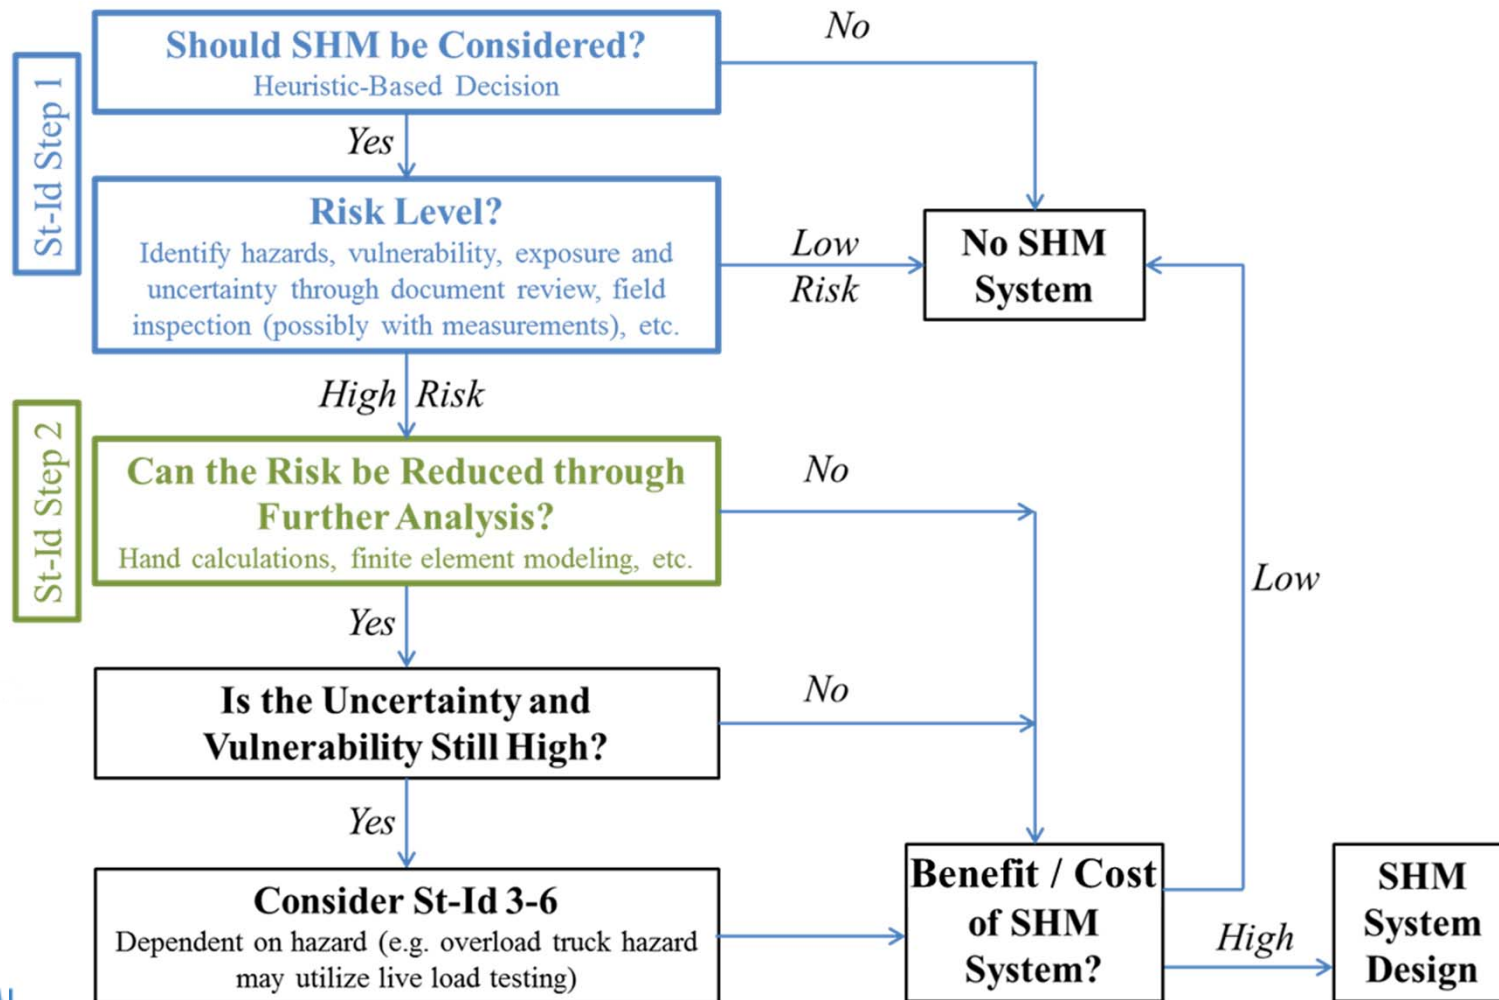 St-Id Step 1
Should SHM be Considered?
Heuristic-Based Decision
No
Yes
Risk Level?
Identify hazards, vulnerability, exposure and
uncertainty through document review, field
inspection (possibly with measurements), etc.
Low
Risk
No SHM
System
High Risk
St-Id Step 2
Can the Risk be Reduced through
Further Analysis?
Hand calculations, finite element modeling, etc.
No
Low
Yes
Is the Uncertainty and
Vulnerability Still High?
No
Yes
Consider St-Id 3-6
Dependent on hazard (e.g. overload truck hazard
may utilize live load testing)
Benefit / Cost
of SHM
System?
High
SHM
System
Design